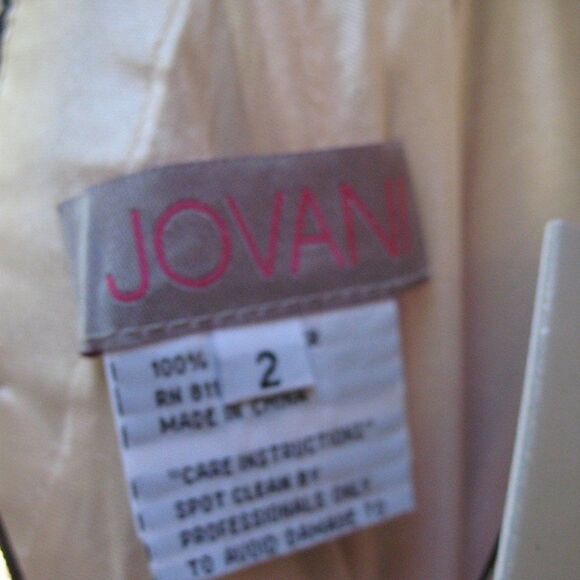 JOVANI
100%
2
RN 811
MADE IN CHINA
"CARE INSTRUCTIONS"
SPOT CLEAN BY
PROFESSIONALS ONLY
TO AVOID DAMAGE TO